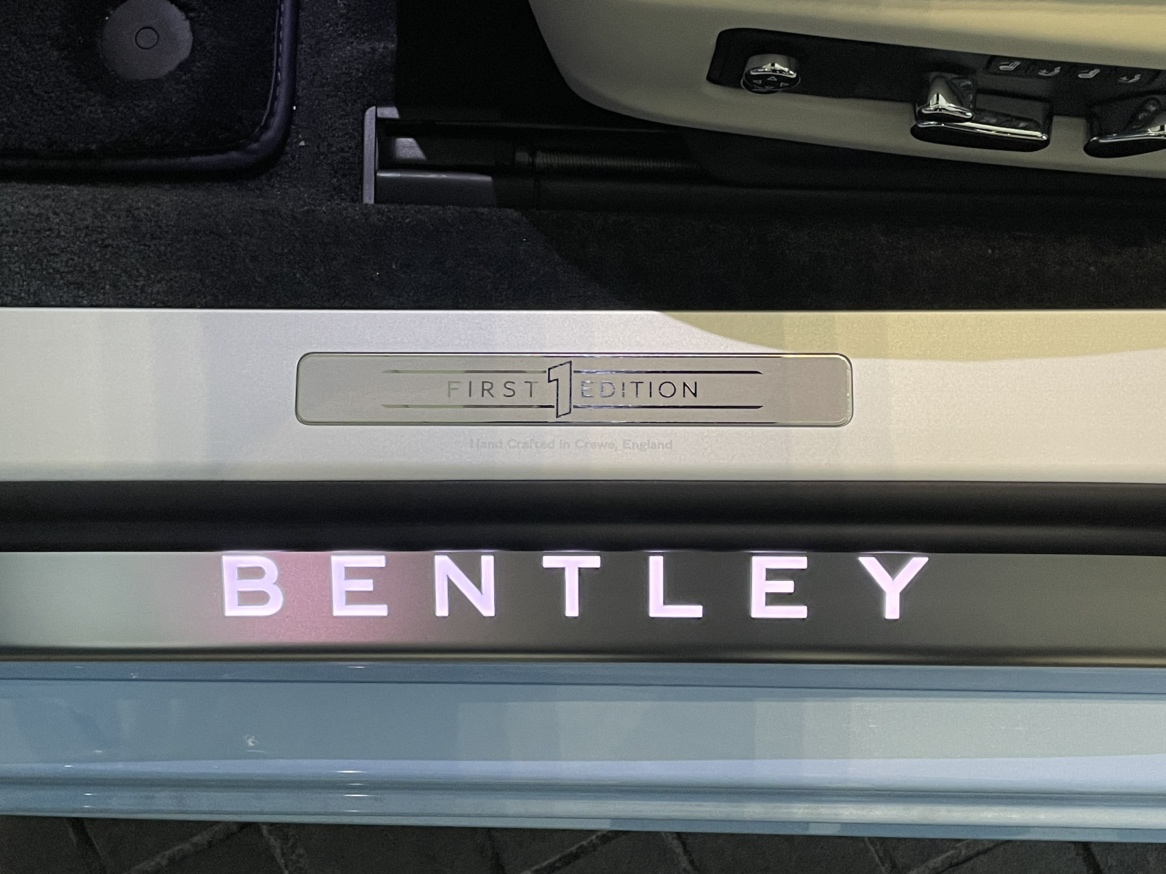 FIRST 1 EDITION
Hand Crafted in Crewe, England
BENTLEY